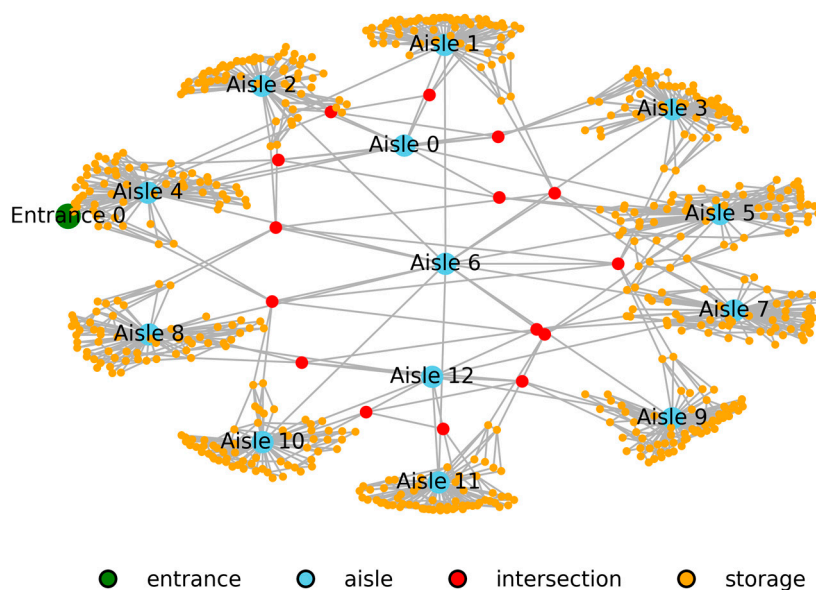 Aisle 1
Aisle 2
Aisle 3
Aisle 0
Aisle 4
Entrance 0
Aisle 5
Aisle 6
Aisle 7
Aisle 8
Aisle 12
Aisle 9
Aisle 10
Aisle 11
entrance
aisle
intersection
storage